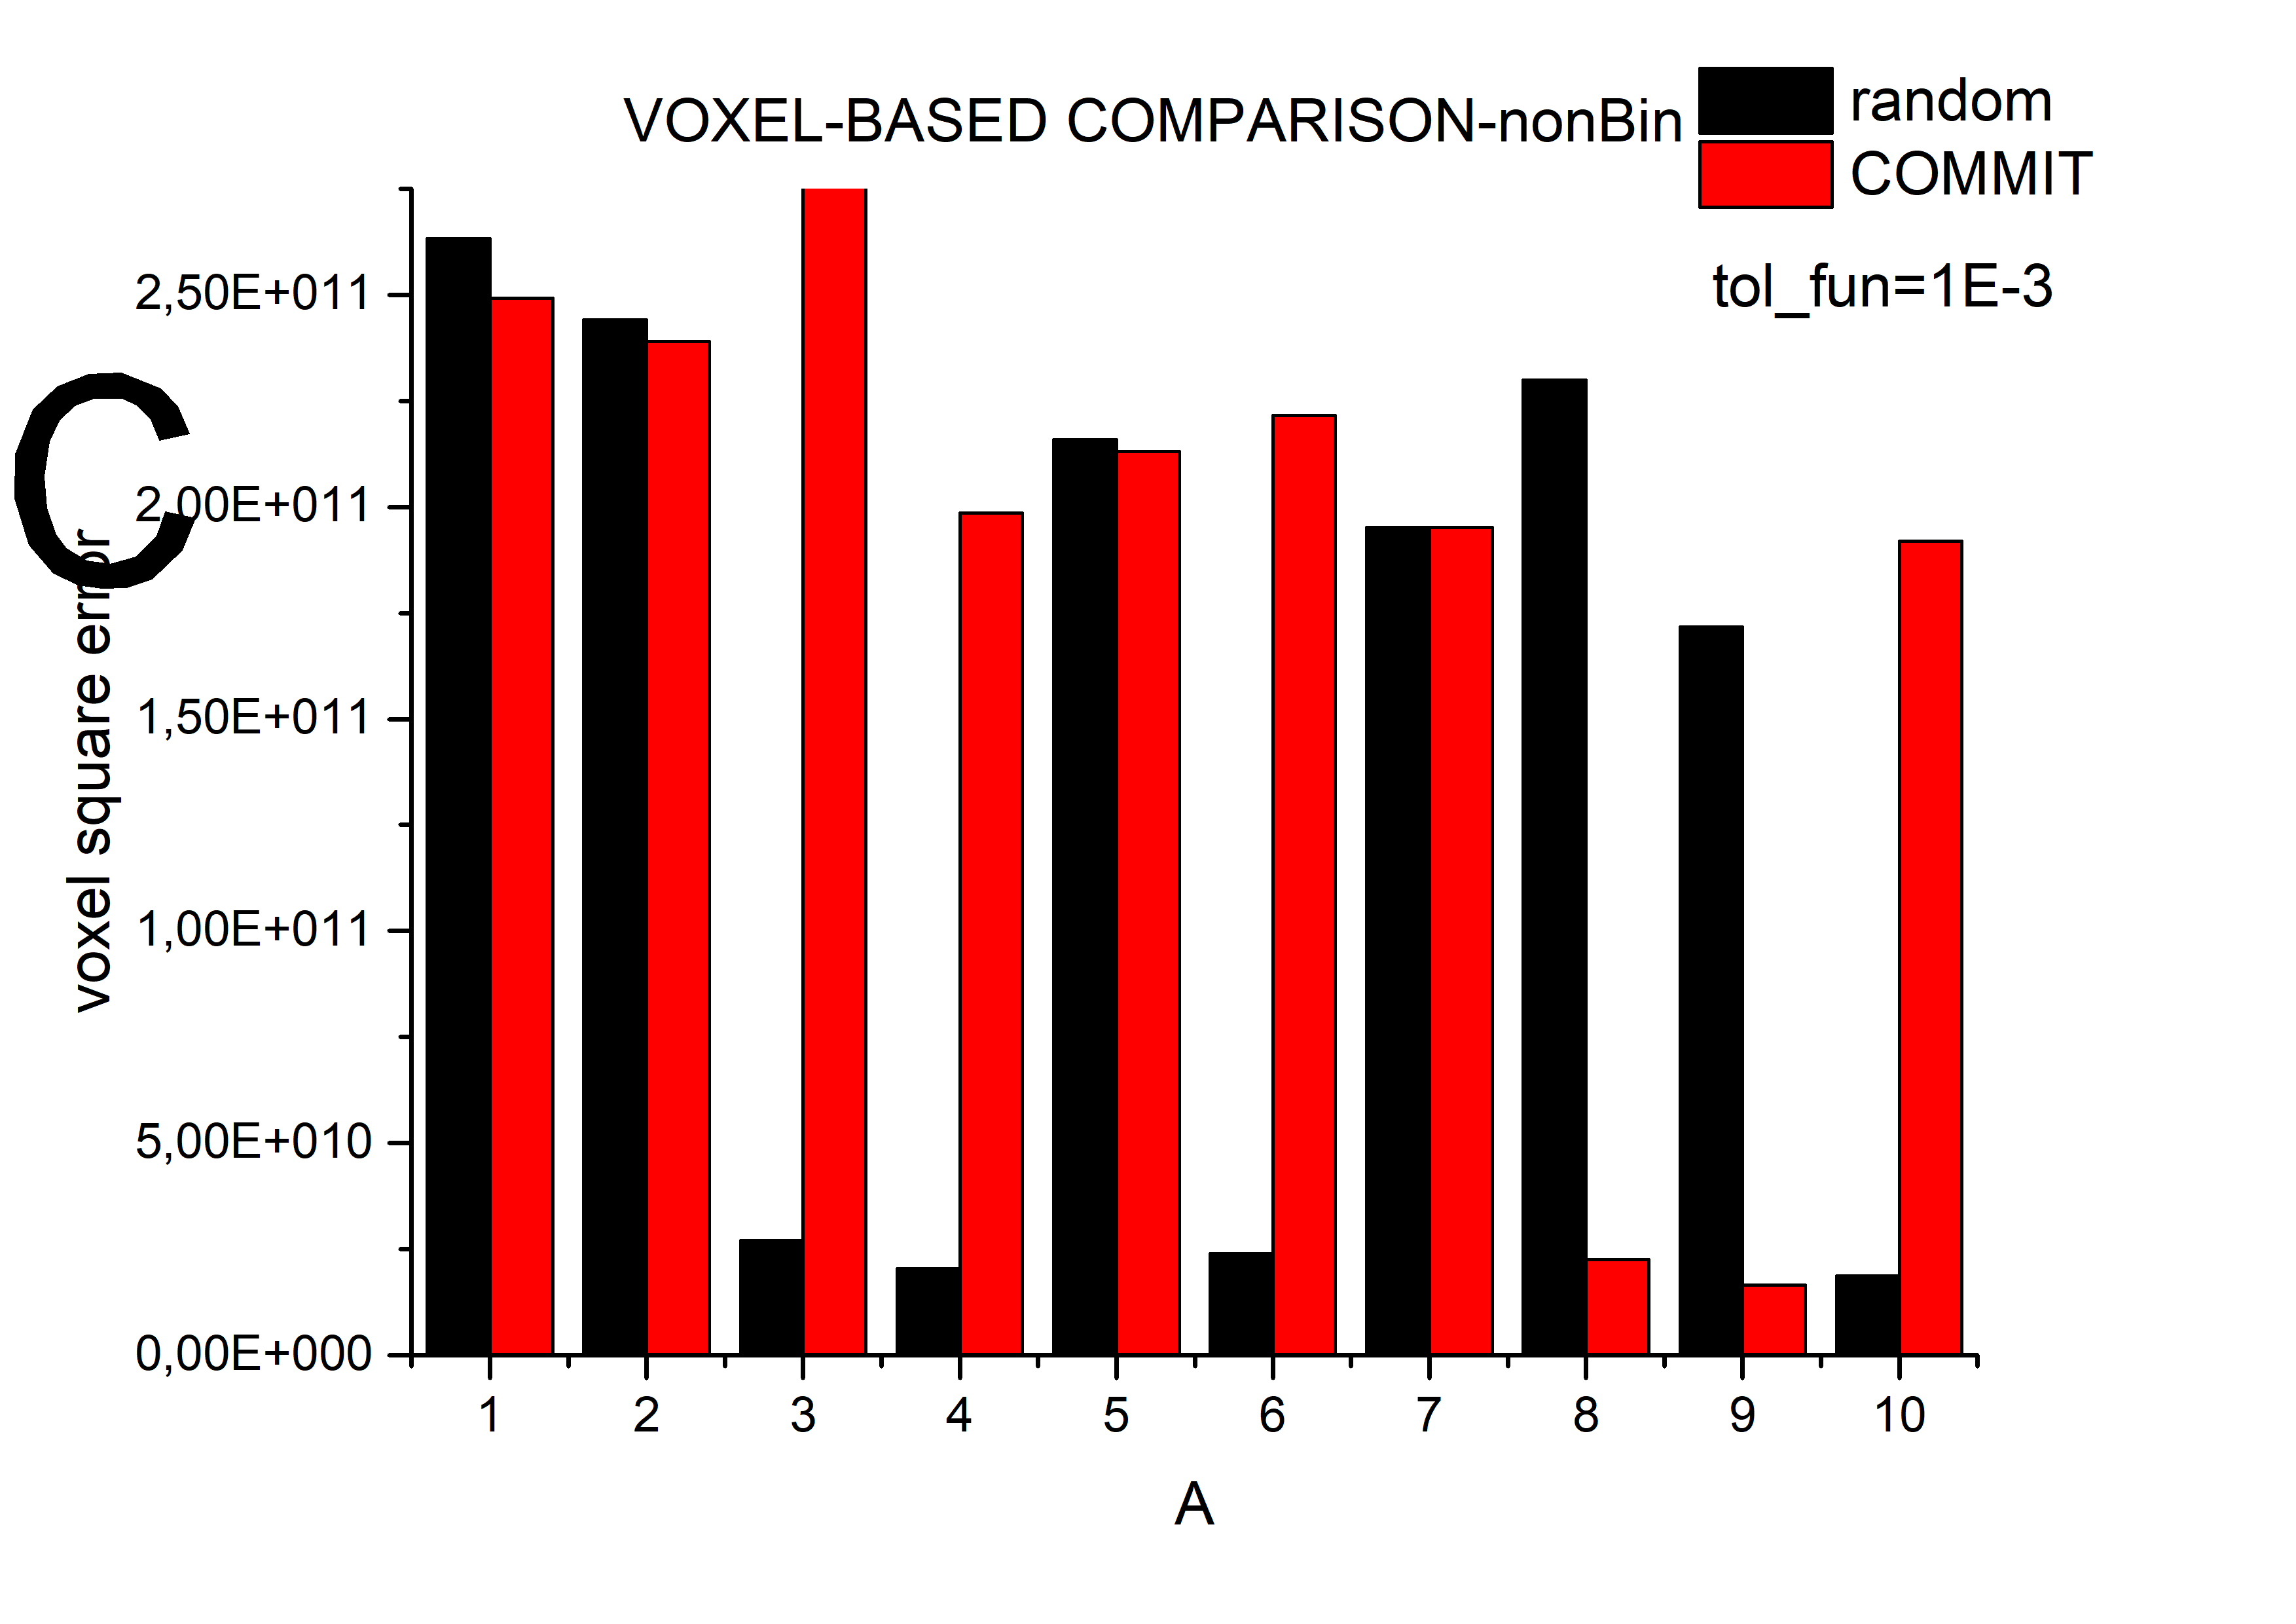 VOXEL-BASED COMPARISON-nonBin
random
COMMIT
tol_fun=1E-3
C
voxel square error
2,50E+011
2,00E+011
1,50E+011
1,00E+011
5,00E+010
0,00E+000
1 2 3 4 5 6 7 8 9 10
A